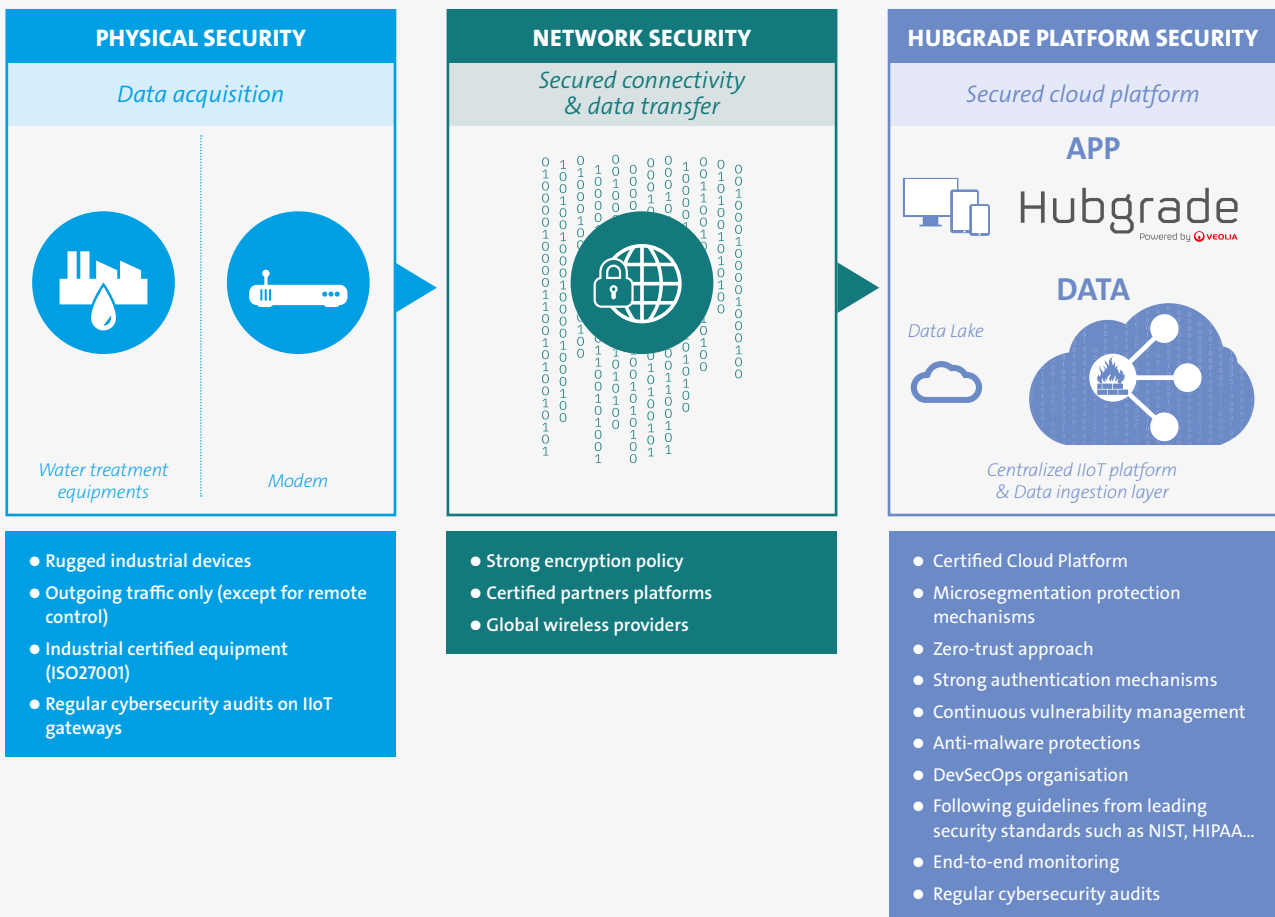 PHYSICAL SECURITY
Data acquisition
Water treatment
equipments
Modem
● Rugged industrial devices
● Outgoing traffic only (except for remote
control)
● Industrial certified equipment
(ISO27001)
● Regular cybersecurity audits on IIoT
gateways
NETWORK SECURITY
Secured connectivity
& data transfer
● Strong encryption policy
● Certified partners platforms
● Global wireless providers
HUBGRADE PLATFORM SECURITY
Secured cloud platform
APP
Hubgrade
Powered by VEOLIA
DATA
Data Lake
Centralized IIoT platform
& Data ingestion layer
● Certified Cloud Platform
● Microsegmentation protection
mechanisms
● Zero-trust approach
● Strong authentication mechanisms
● Continuous vulnerability management
● Anti-malware protections
● DevSecOps organisation
● Following guidelines from leading
security standards such as NIST, HIPAA...
● End-to-end monitoring
● Regular cybersecurity audits